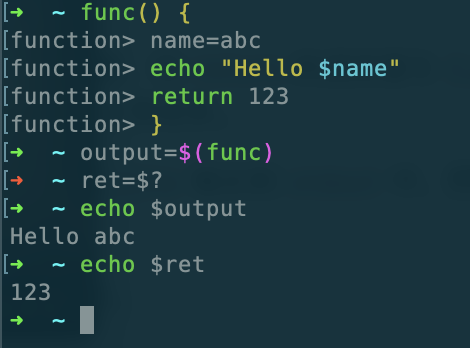 ➜  ~ func() {
function> name=abc
function> echo "Hello $name"
function> return 123
function> }
➜  ~ output=$(func)
➜  ~ ret=$?
➜  ~ echo $output
Hello abc
➜  ~ echo $ret
123
➜  ~